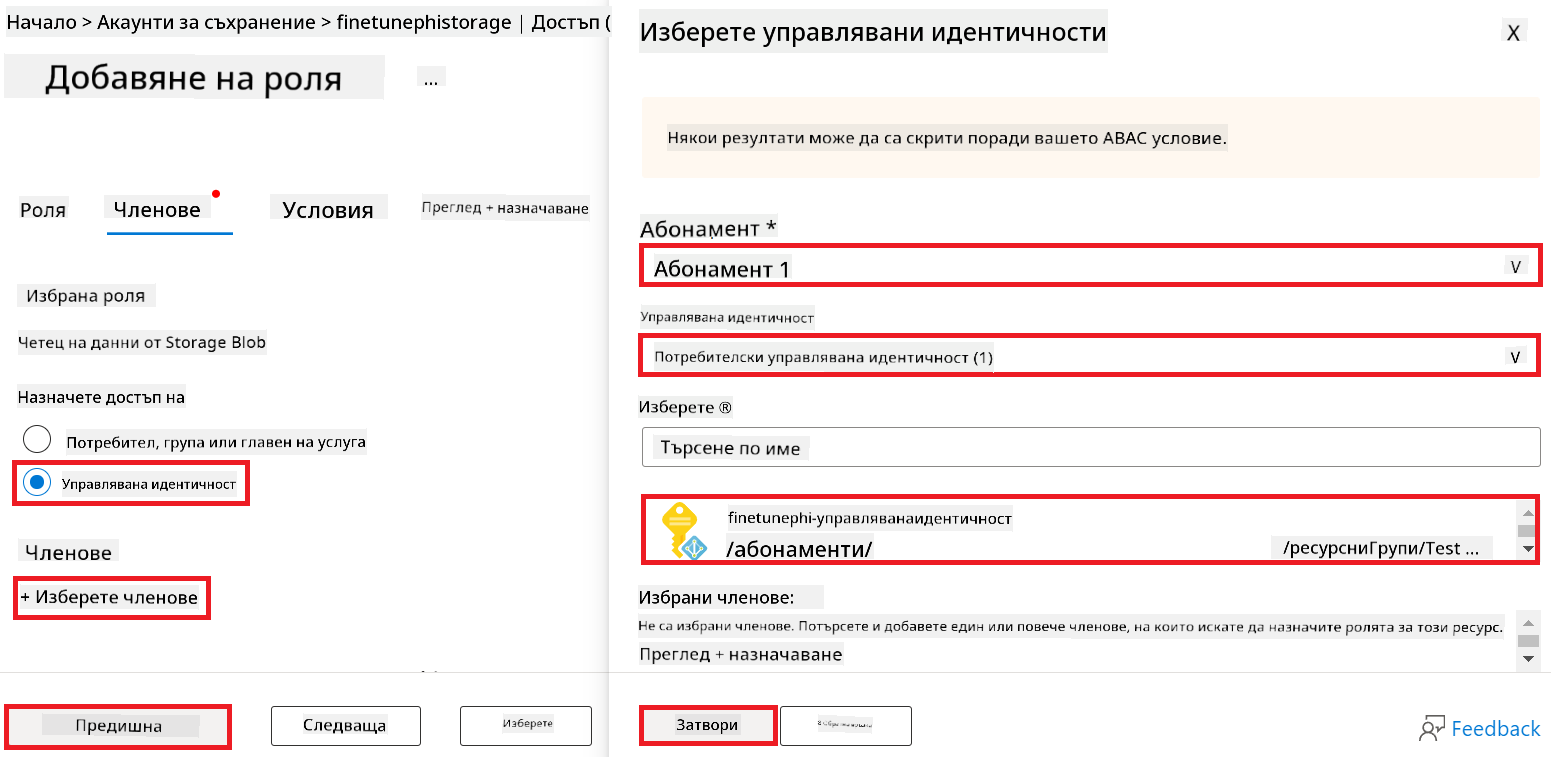 Начало > Акаунти за съхранение > finetunephistorage | Достъп (
Добавяне на роля
...
Роля
Членове
Условия
Преглед + назначаване
Избрана роля
Четец на данни от Storage Blob
Назначете достъп на
Потребител, група или главен на услуга
Управлявана идентичност
Членове
+ Изберете членове
Предишна
Следваща
Изберете
Изберете управлявани идентичности
X
Някои резултати може да са скрити поради вашето ABAC условие.
Абонамент *
Абонамент 1
V
Управлявана идентичност
Потребителски управлявана идентичност (1)
V
Изберете ®
Търсене по име
finetunephi-управляванаидентичност
/абонаменти/
/ресурсниГрупи/Test ...
Избрани членове:
Не са избрани членове. Потърсете и добавете един или повече членове, на които искате да назначите ролята за този ресурс.
Преглед + назначаване
Затвори
Feedback